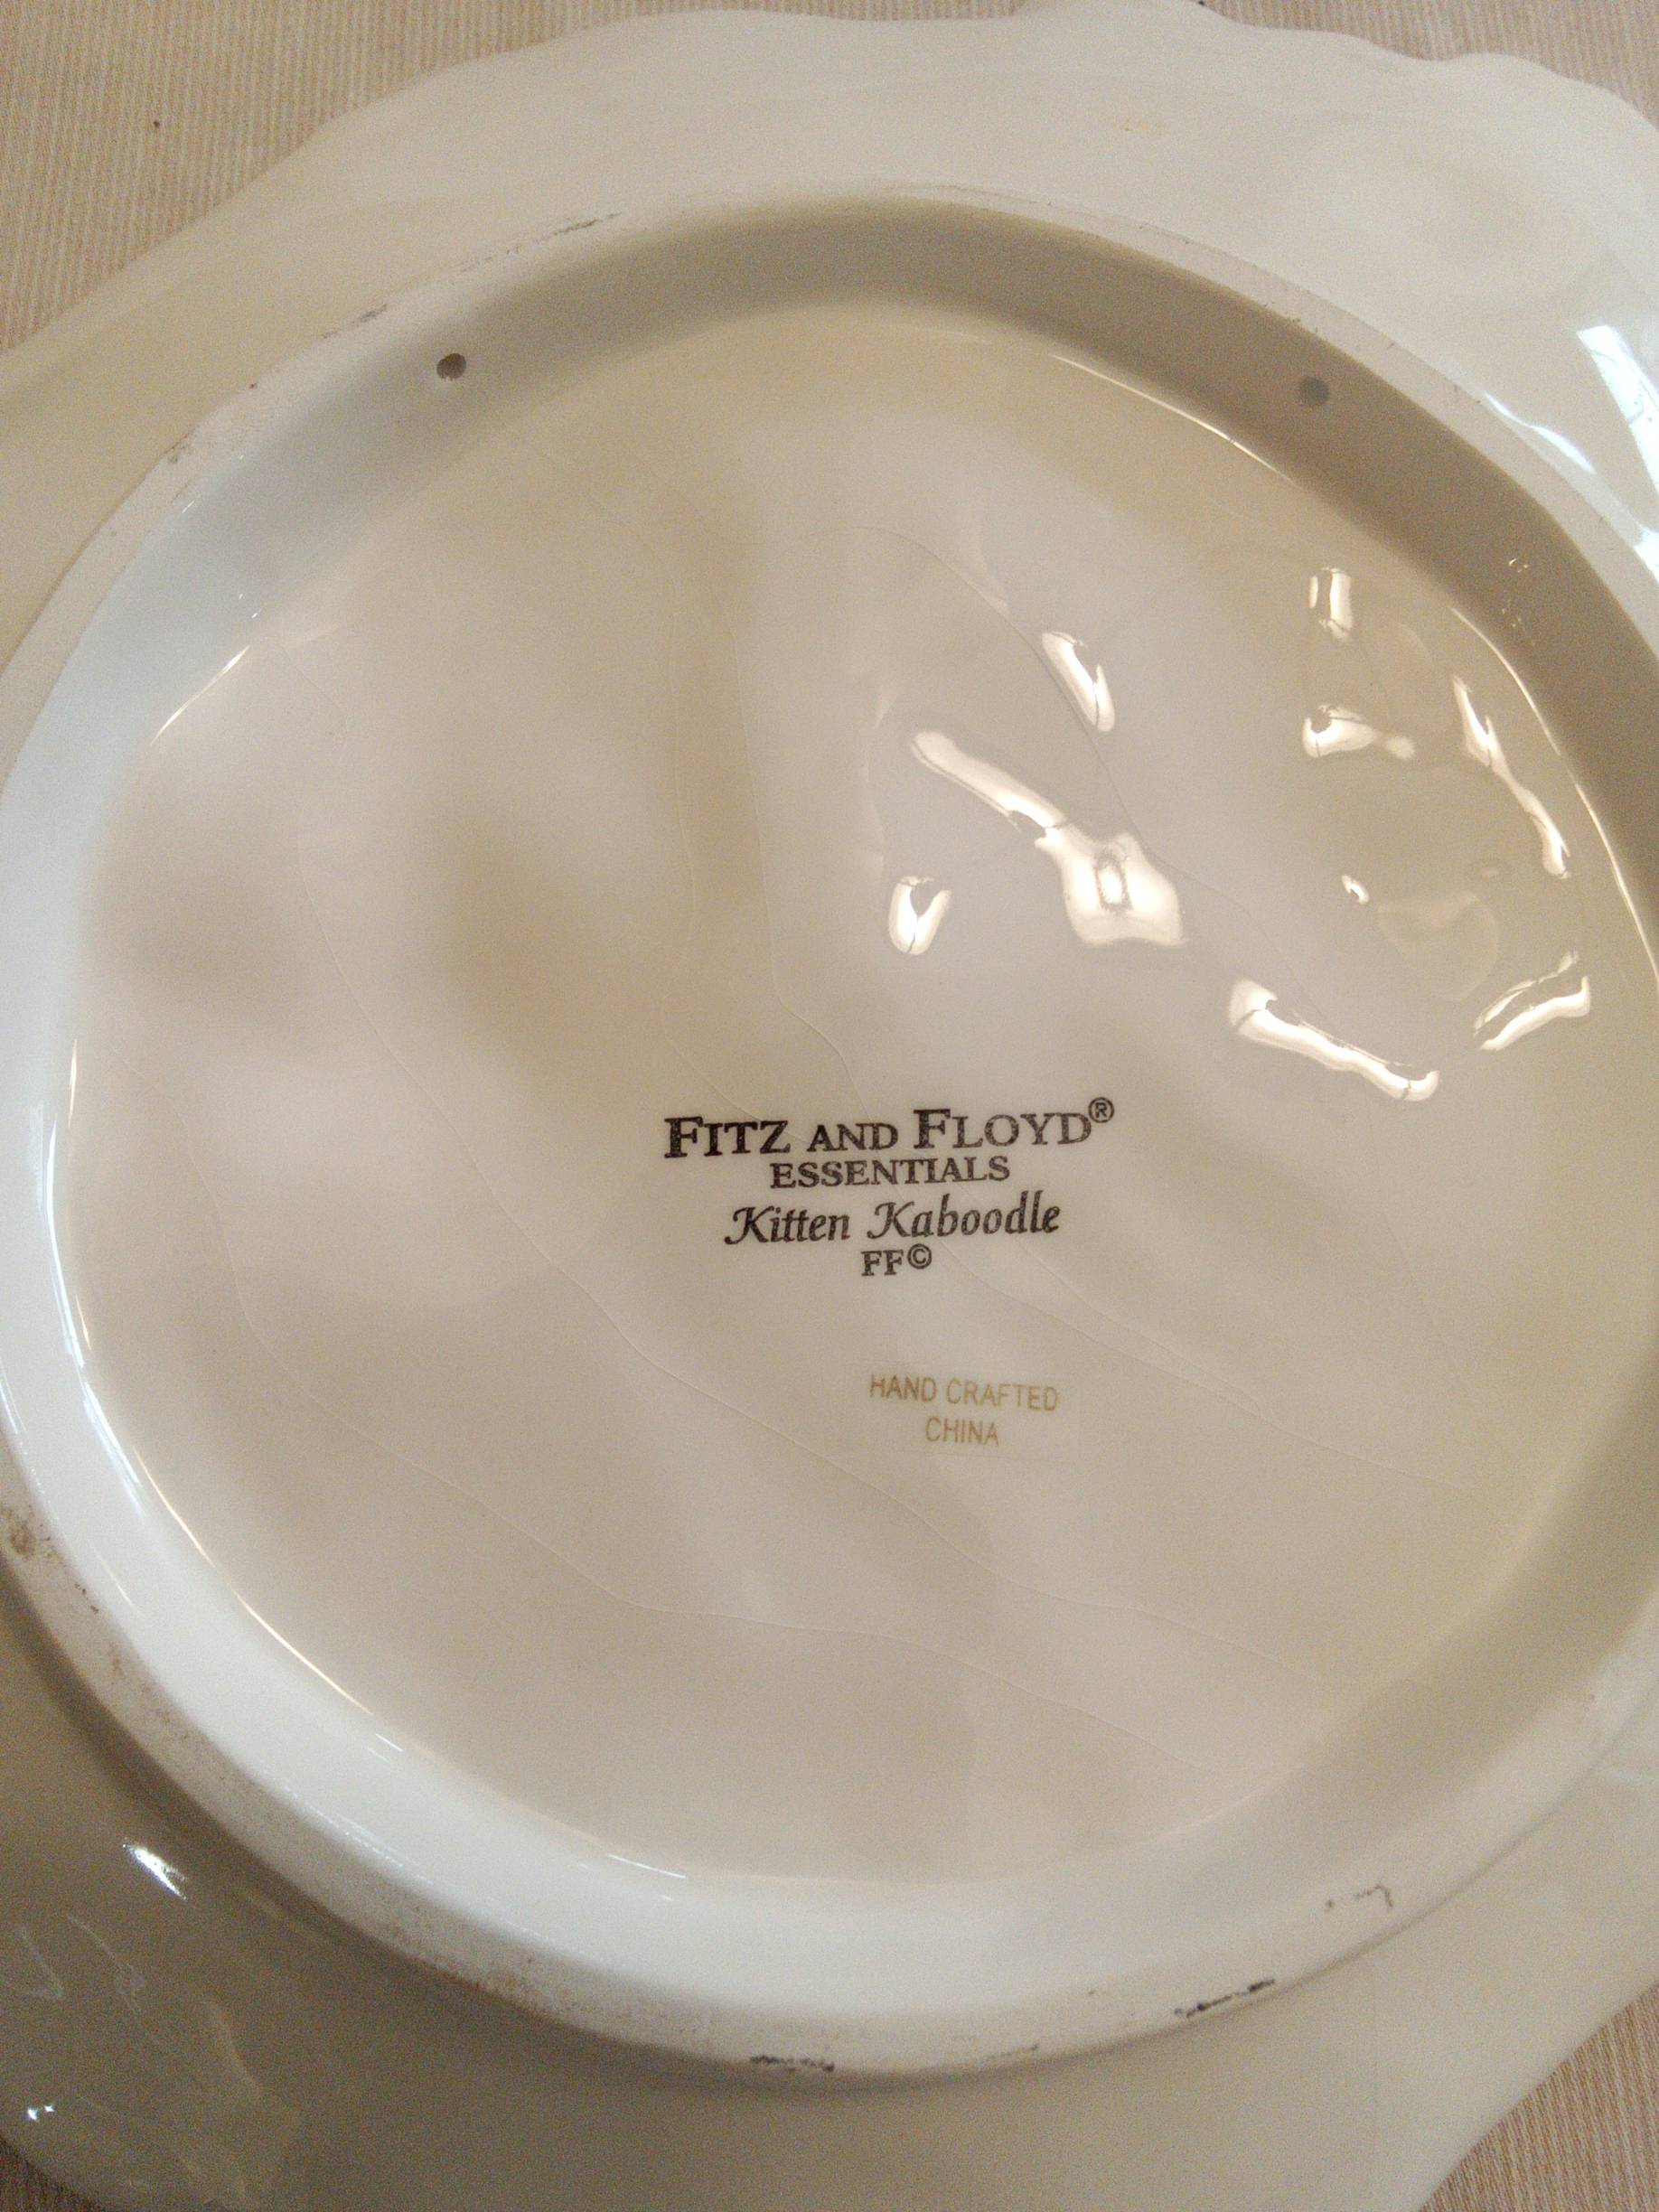 FITZ AND FLOYD®
ESSENTIALS
Kitten Kaboodle
FF©
HAND CRAFTED
CHINA